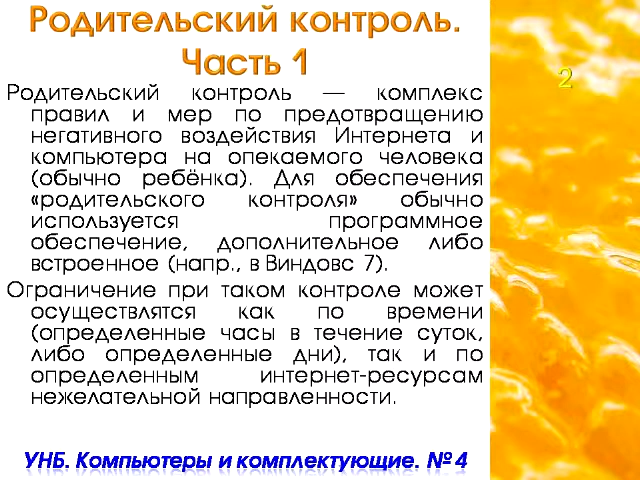 Родительский контроль.
Часть 1
2
Родительский контроль — комплекс
правил и мер по предотвращению
негативного воздействия Интернета и
компьютера на опекаемого человека
(обычно ребёнка). Для обеспечения
«родительского контроля» обычно
используется программное
обеспечение, дополнительное либо
встроенное (напр., в Виндовс 7).
Ограничение при таком контроле может
осуществлятся как по времени
(определенные часы в течение суток,
либо определенные дни), так и по
определенным интернет-ресурсам
нежелательной направленности.
УНБ. Компьютеры и комплектующие. №4